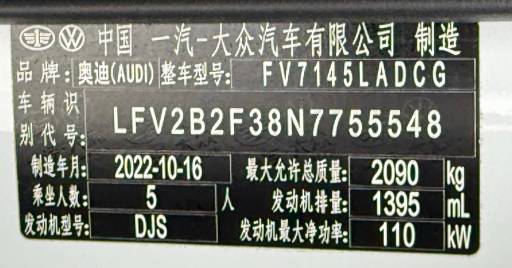 中国 一汽-大众汽车有限公司 制造
品牌: 奥迪(AUDI) 整车型号: FV7145LADCG
车辆识别代号: LFV2B2F38N7755548
制造年月: 2022-10-16 最大允许总质量: 2090 kg
乘坐人数: 5 人 发动机排量: 1395 mL
发动机型号: DJS 发动机最大净功率: 110 kW